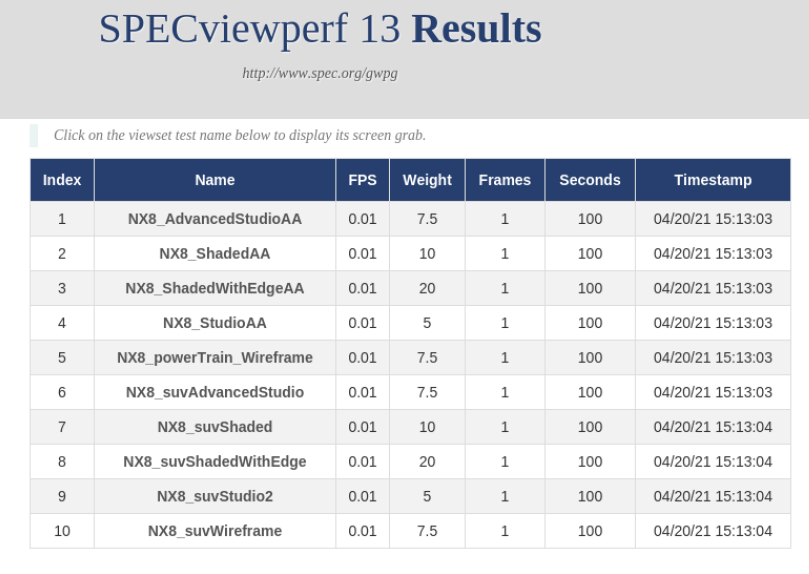 SPECviewperf 13 Results
http://www.spec.org/gwpg
Click on the viewset test name below to display its screen grab.
Index Name FPS Weight Frames Seconds Timestamp
1 NX8_AdvancedStudioAA 0.01 7.5 1 100 04/20/21 15:13:03
2 NX8_ShadedAA 0.01 10 1 100 04/20/21 15:13:03
3 NX8_ShadedWithEdgeAA 0.01 20 1 100 04/20/21 15:13:03
4 NX8_StudioAA 0.01 5 1 100 04/20/21 15:13:03
5 NX8_powerTrain_Wireframe 0.01 7.5 1 100 04/20/21 15:13:03
6 NX8_suvAdvancedStudio 0.01 7.5 1 100 04/20/21 15:13:03
7 NX8_suvShaded 0.01 10 1 100 04/20/21 15:13:04
8 NX8_suvShadedWithEdge 0.01 20 1 100 04/20/21 15:13:04
9 NX8_suvStudio2 0.01 5 1 100 04/20/21 15:13:04
10 NX8_suvWireframe 0.01 7.5 1 100 04/20/21 15:13:04